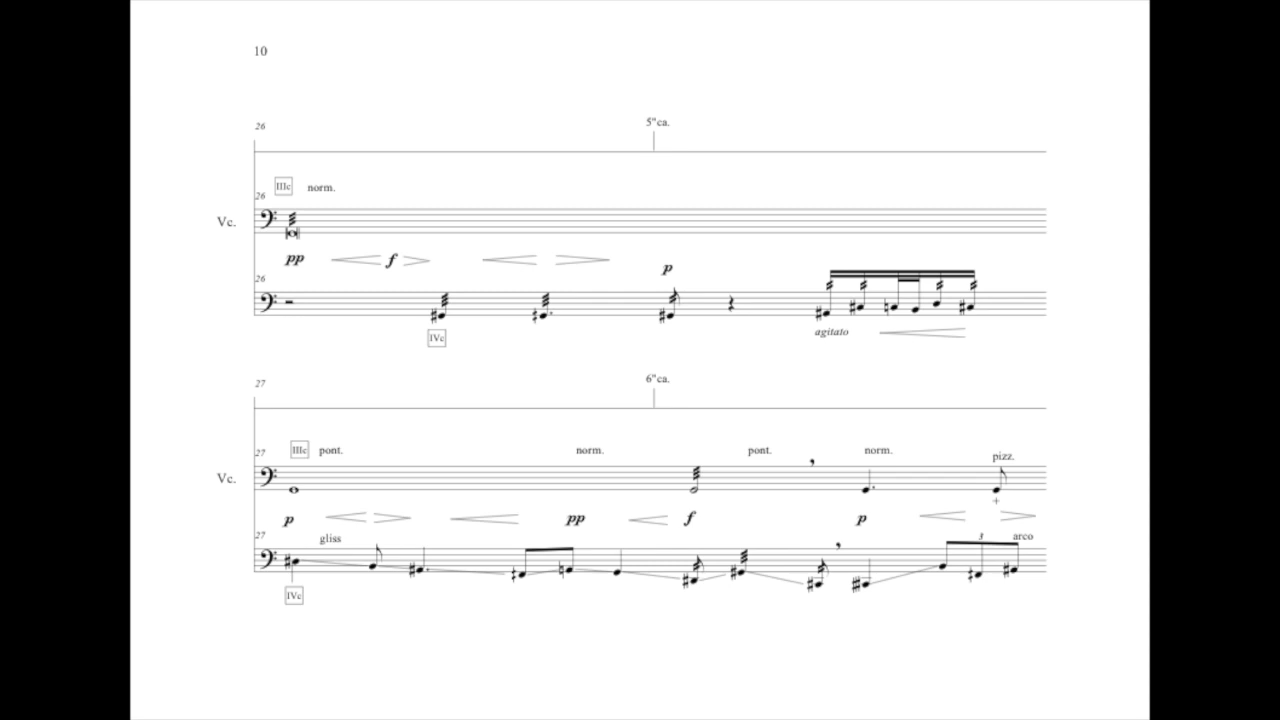 10
26
5"ca.
IIIc norm.
26
Vc.
pp f
p
26
agitato
IVc
27
6"ca.
27 IIIc pont. norm. pont. norm. pizz.
Vc.
p pp f p
27 gliss 3 arco
IVc